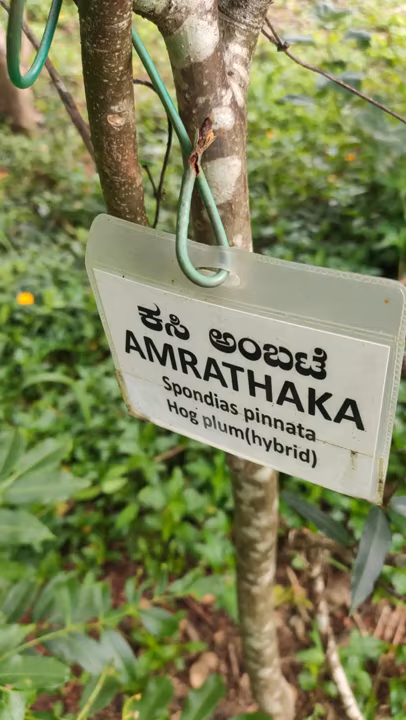 ಕಸಿ ಅಂಬಟೆ
AMRATHAKA
Spondias pinnata
Hog plum(hybrid)